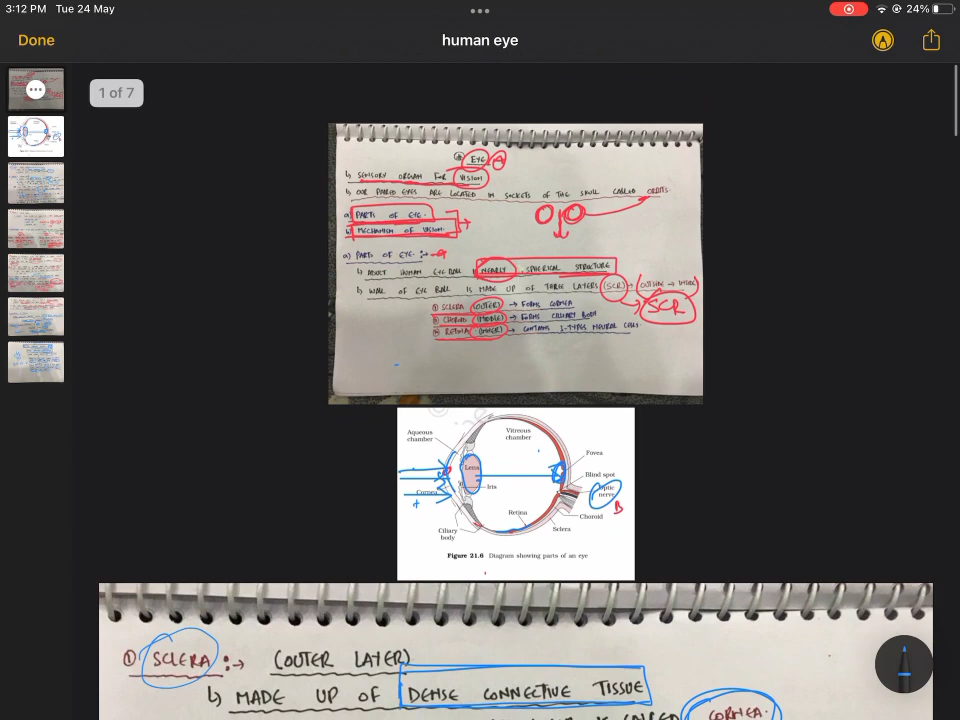 3:12 PM Tue 24 May
24%
Done
human eye
1 of 7
EYE
↳ SENSORY ORGAN FOR VISION
↳ OUR PAIRED EYES ARE LOCATED IN SOCKETS OF THE SKULL CALLED ORBITS.
a) PARTS OF EYE.
b) MECHANISM OF VISION.
a) PARTS OF EYE :→
↳ ADULT HUMAN EYE BALL NEARLY SPHERICAL STRUCTURE
↳ WALL OF EYE BALL IS MADE UP OF THREE LAYERS (SCR) → (OUTSIDE → INSIDE)
SCR
① SCLERA (OUTER) → FORMS CORNEA
② CHOROID (MIDDLE) → FORMS CILIARY BODY
③ RETINA (INNER) → CONTAINS 3-TYPES NEURAL CELLS.
Aqueous chamber
Vitreous chamber
Fovea
Lens
Blind spot
Iris
Optic nerve
Cornea
B
Retina
Choroid
Sclera
Ciliary body
Figure 21.6 Diagram showing parts of an eye
① SCLERA :→ (OUTER LAYER)
↳ MADE UP OF DENSE CONNECTIVE TISSUE
IS CALLED CORNEA.